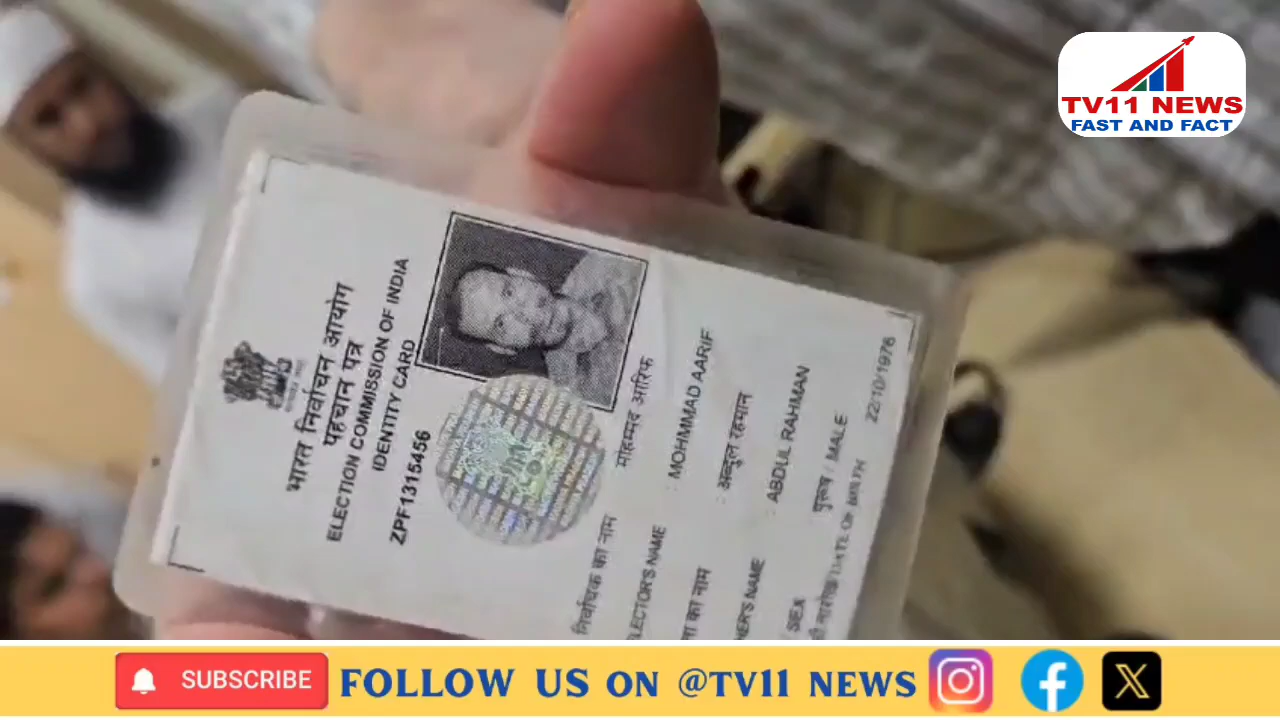 TV11 NEWS
FAST AND FACT
भारत निर्वाचन आयोग
पहचान पत्र
ELECTION COMMISSION OF INDIA
IDENTITY CARD
ZPF1315456
निर्वाचक का नाम मोहम्मद आरिफ
ELECTOR'S NAME : MOHMMAD AARIF
का नाम : अब्दुल रहमान
HER'S NAME : ABDUL RAHMAN
SEX पुरूष / MALE
DATE OF BIRTH 22/10/1976
SUBSCRIBE
FOLLOW US ON @TV11 NEWS